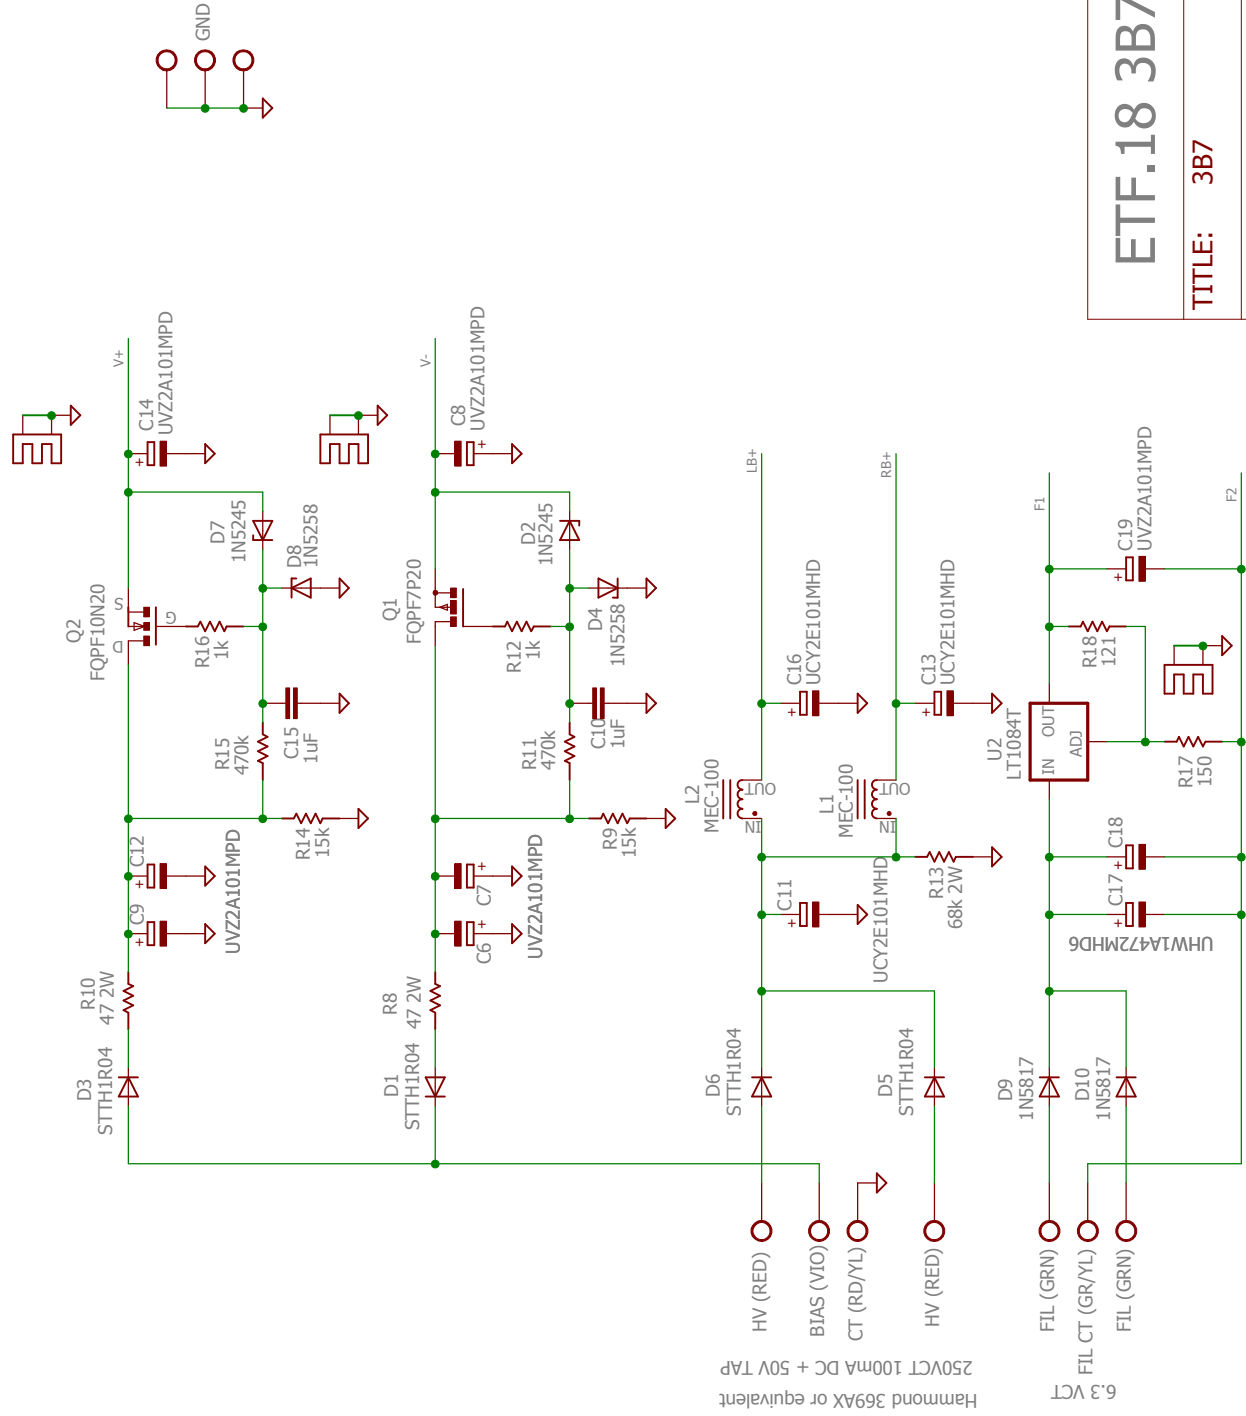 GND
ETF.18 3B7
TITLE: 3B7
V+
C14
UVZ2A101MPD
D7
1N5245
D8
1N5258
Q2
FQPF10N20
S
G
D
R16
1k
C15
1uF
R15
470k
R14
15k
C12
C9
UVZ2A101MPD
R10
47 2W
D3
STTH1R04
V-
C8
UVZ2A101MPD
D2
1N5245
D4
1N5258
Q1
FQPF7P20
R12
1k
C10
1uF
R11
470k
R9
15k
C7
C6
UVZ2A101MPD
R8
47 2W
D1
STTH1R04
LB+
RB+
C16
UCY2E101MHD
C13
UCY2E101MHD
L2
MEC-100
OUT
IN
L1
MEC-100
OUT
IN
R13
68k 2W
C11
UCY2E101MHD
D6
STTH1R04
D5
STTH1R04
F1
F2
C19
UVZ2A101MPD
R18
121
U2
LT1084T
IN
OUT
ADJ
R17
150
C18
C17
UHW1A472MHD6
D9
1N5817
D10
1N5817
HV (RED)
BIAS (VIO)
CT (RD/YL)
HV (RED)
FIL (GRN)
FIL CT (GR/YL)
FIL (GRN)
Hammond 369AX or equivalent
250VCT 100mA DC + 50V TAP
6.3 VCT